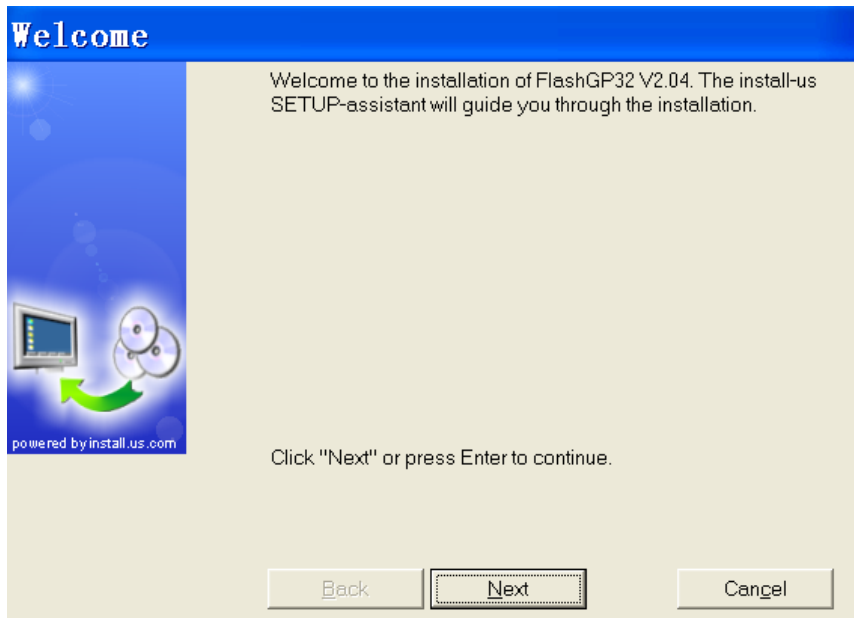 Welcome
Welcome to the installation of FlashGP32 V2.04. The install-us
SETUP-assistant will guide you through the installation.
powered by install.us.com
Click "Next" or press Enter to continue.
Back
Next
Cancel